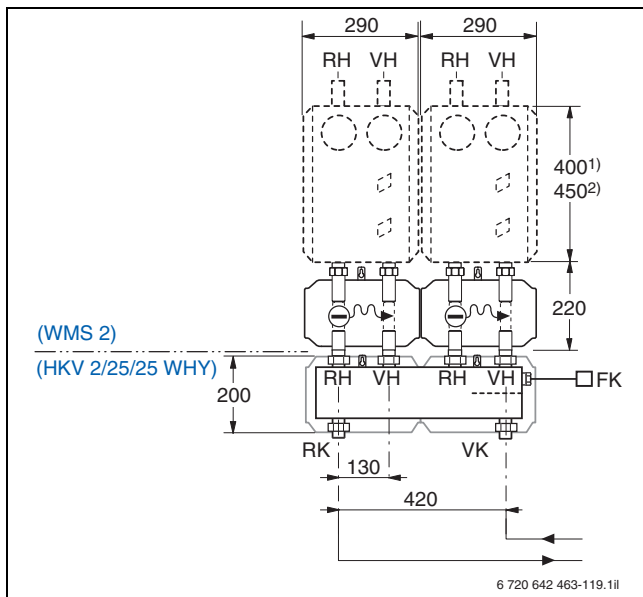 290 290
RH VH RH VH
400¹⁾
450²⁾
220
(WMS 2)
(HKV 2/25/25 WHY)
RH VH RH VH
FK
200
RK VK
130
420
6 720 642 463-119.1il